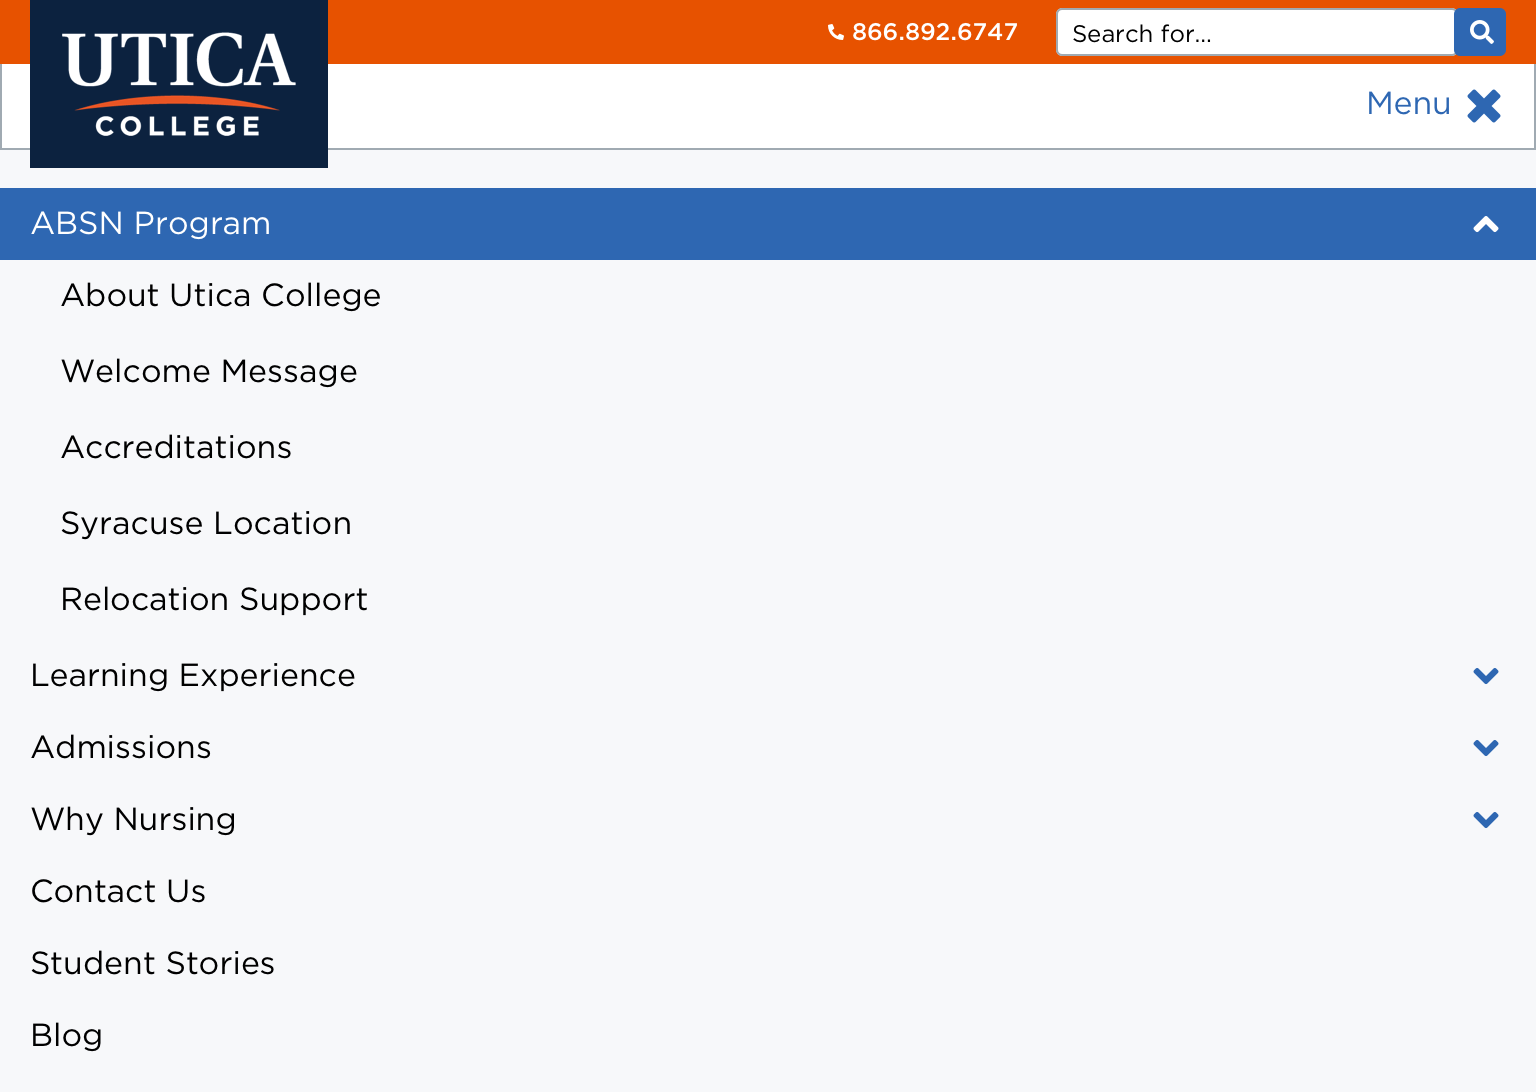 UTICA
COLLEGE
866.892.6747
Search for...
Menu
ABSN Program
About Utica College
Welcome Message
Accreditations
Syracuse Location
Relocation Support
Learning Experience
Admissions
Why Nursing
Contact Us
Student Stories
Blog